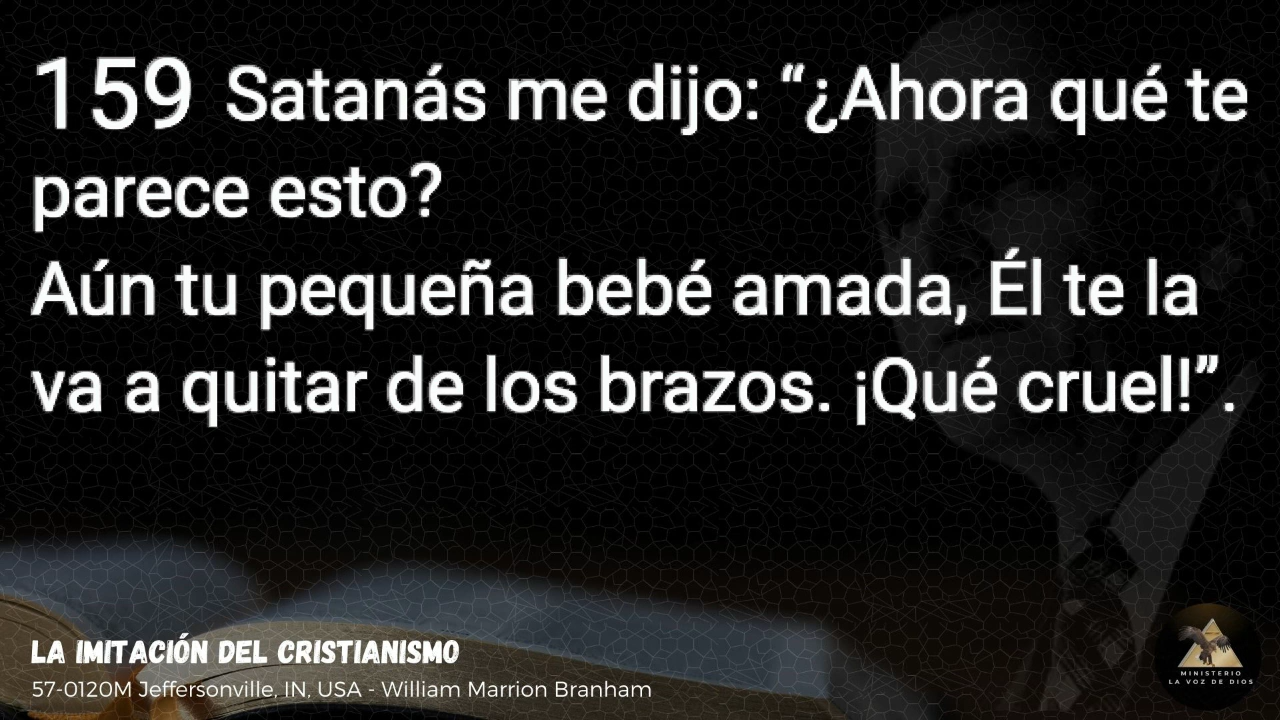 159 Satanás me dijo: “¿Ahora qué te
parece esto?
Aún tu pequeña bebé amada, Él te la
va a quitar de los brazos. ¡Qué cruel!”.
LA IMITACIÓN DEL CRISTIANISMO
57-0120M Jeffersonville, IN, USA - William Marrion Branham
MINISTERIO
LA VOZ DE DIOS